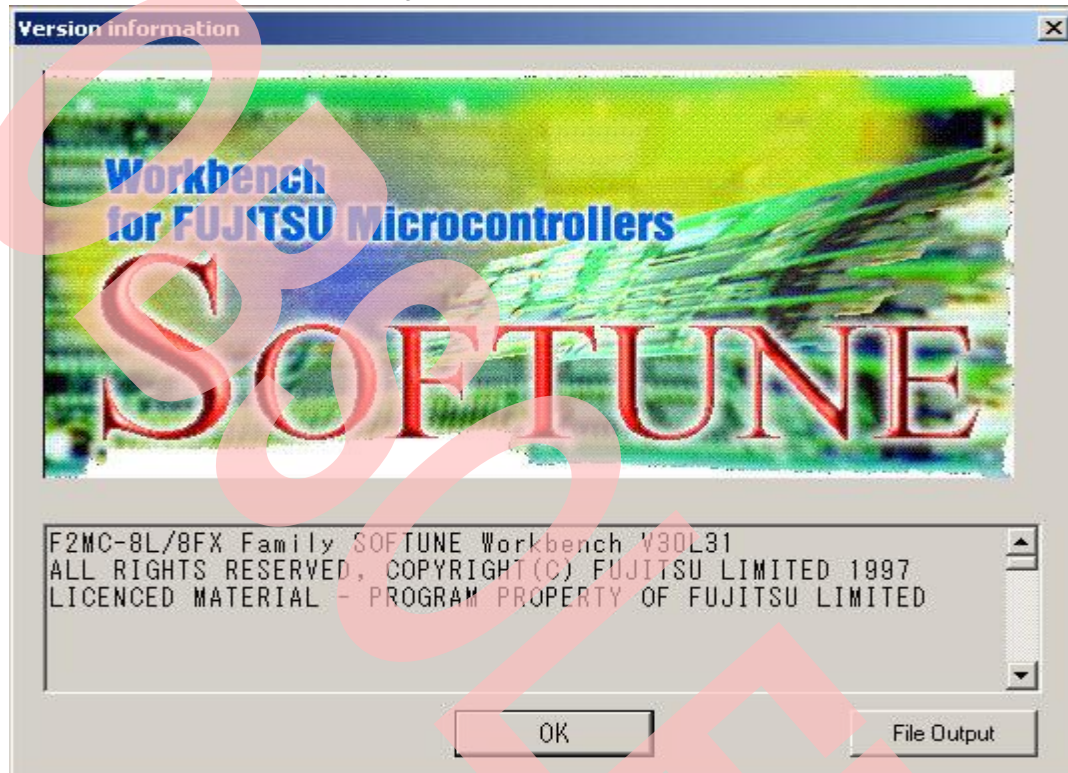 Version information
Workbench
for FUJITSU Microcontrollers
SOFTUNE
F2MC-8L/8FX Family SOFTUNE Workbench V30L31
ALL RIGHTS RESERVED, COPYRIGHT(C) FUJITSU LIMITED 1997
LICENCED MATERIAL - PROGRAM PROPERTY OF FUJITSU LIMITED
OK
File Output